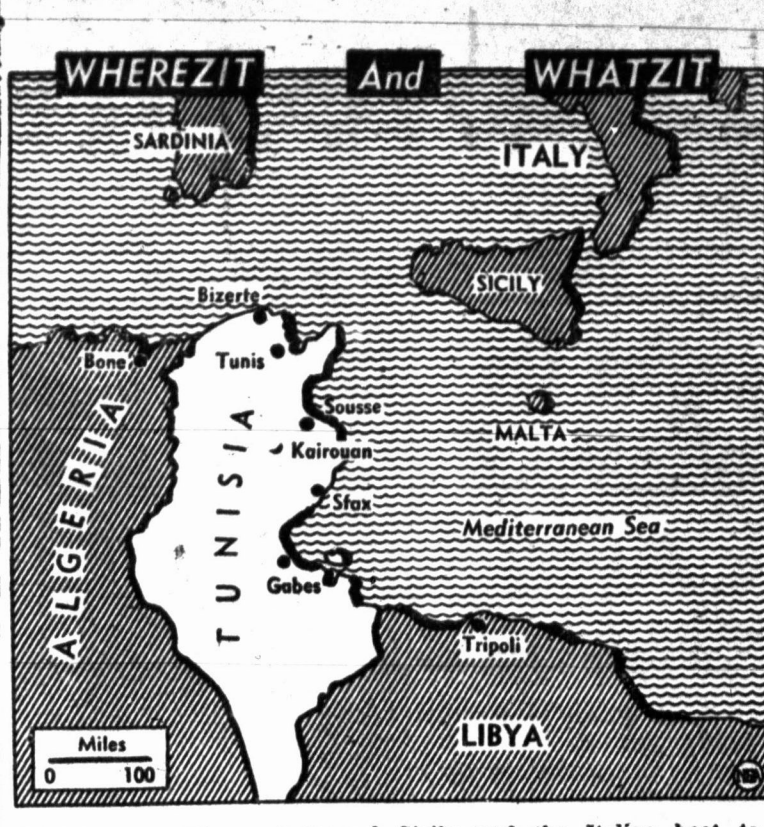 WHEREZIT And WHATZIT
SARDINIA
ITALY
SICILY
Bizerte
Bone
Tunis
Sousse
MALTA
Kairouan
Sfax
Mediterranean Sea
Gabes
ALGERIA
TUNISIA
Tripoli
LIBYA
Miles
0 100
NEA